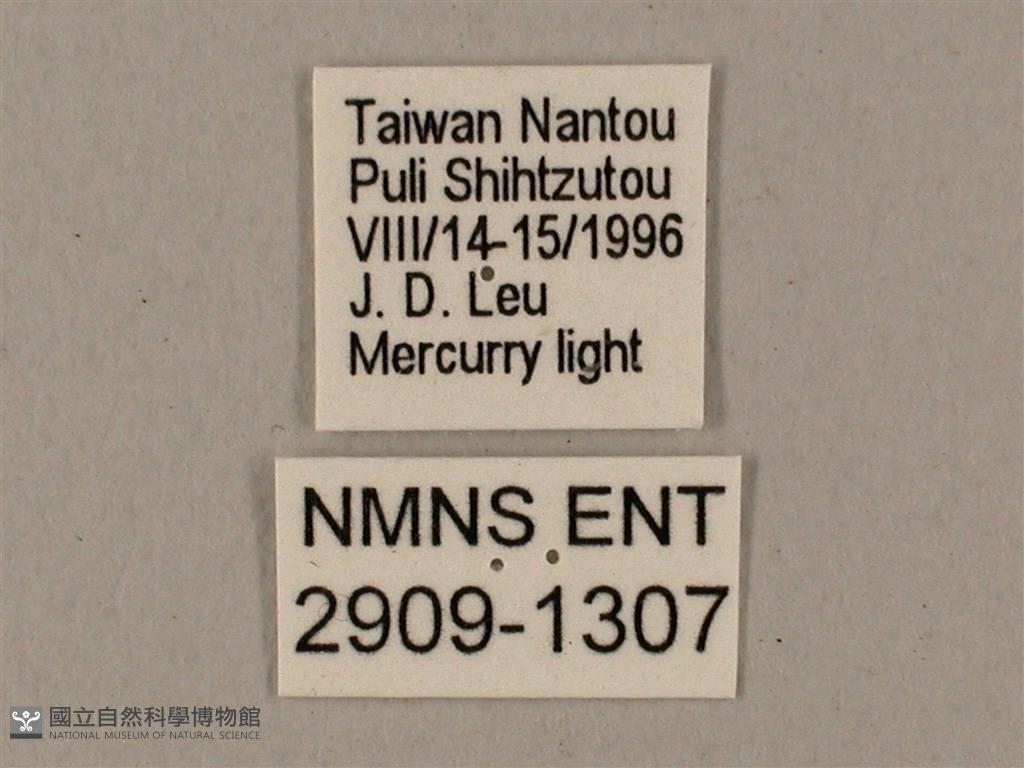 Taiwan Nantou
Puli Shihtzutou
VIII/14-15/1996
J. D. Leu
Mercurry light
NMNS ENT
2909-1307
國立自然科學博物館
NATIONAL MUSEUM OF NATURAL SCIENCE